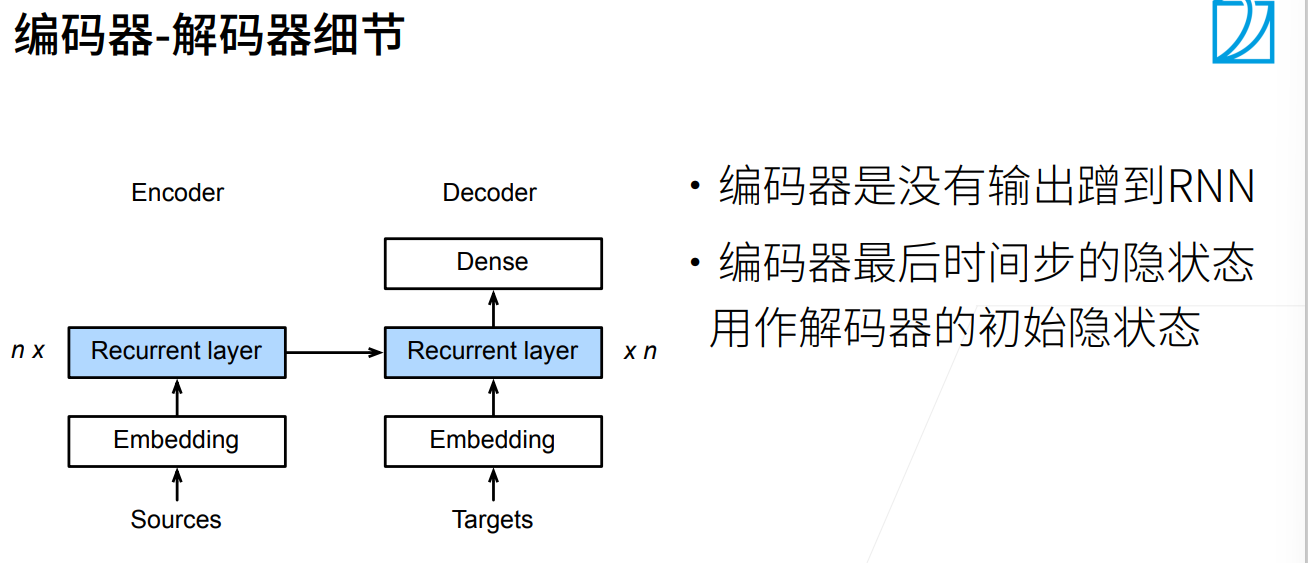 编码器-解码器细节
Encoder
Decoder
Dense
n x
Recurrent layer
Recurrent layer
x n
Embedding
Embedding
Sources
Targets
• 编码器是没有输出蹭到RNN
• 编码器最后时间步的隐状态
用作解码器的初始隐状态